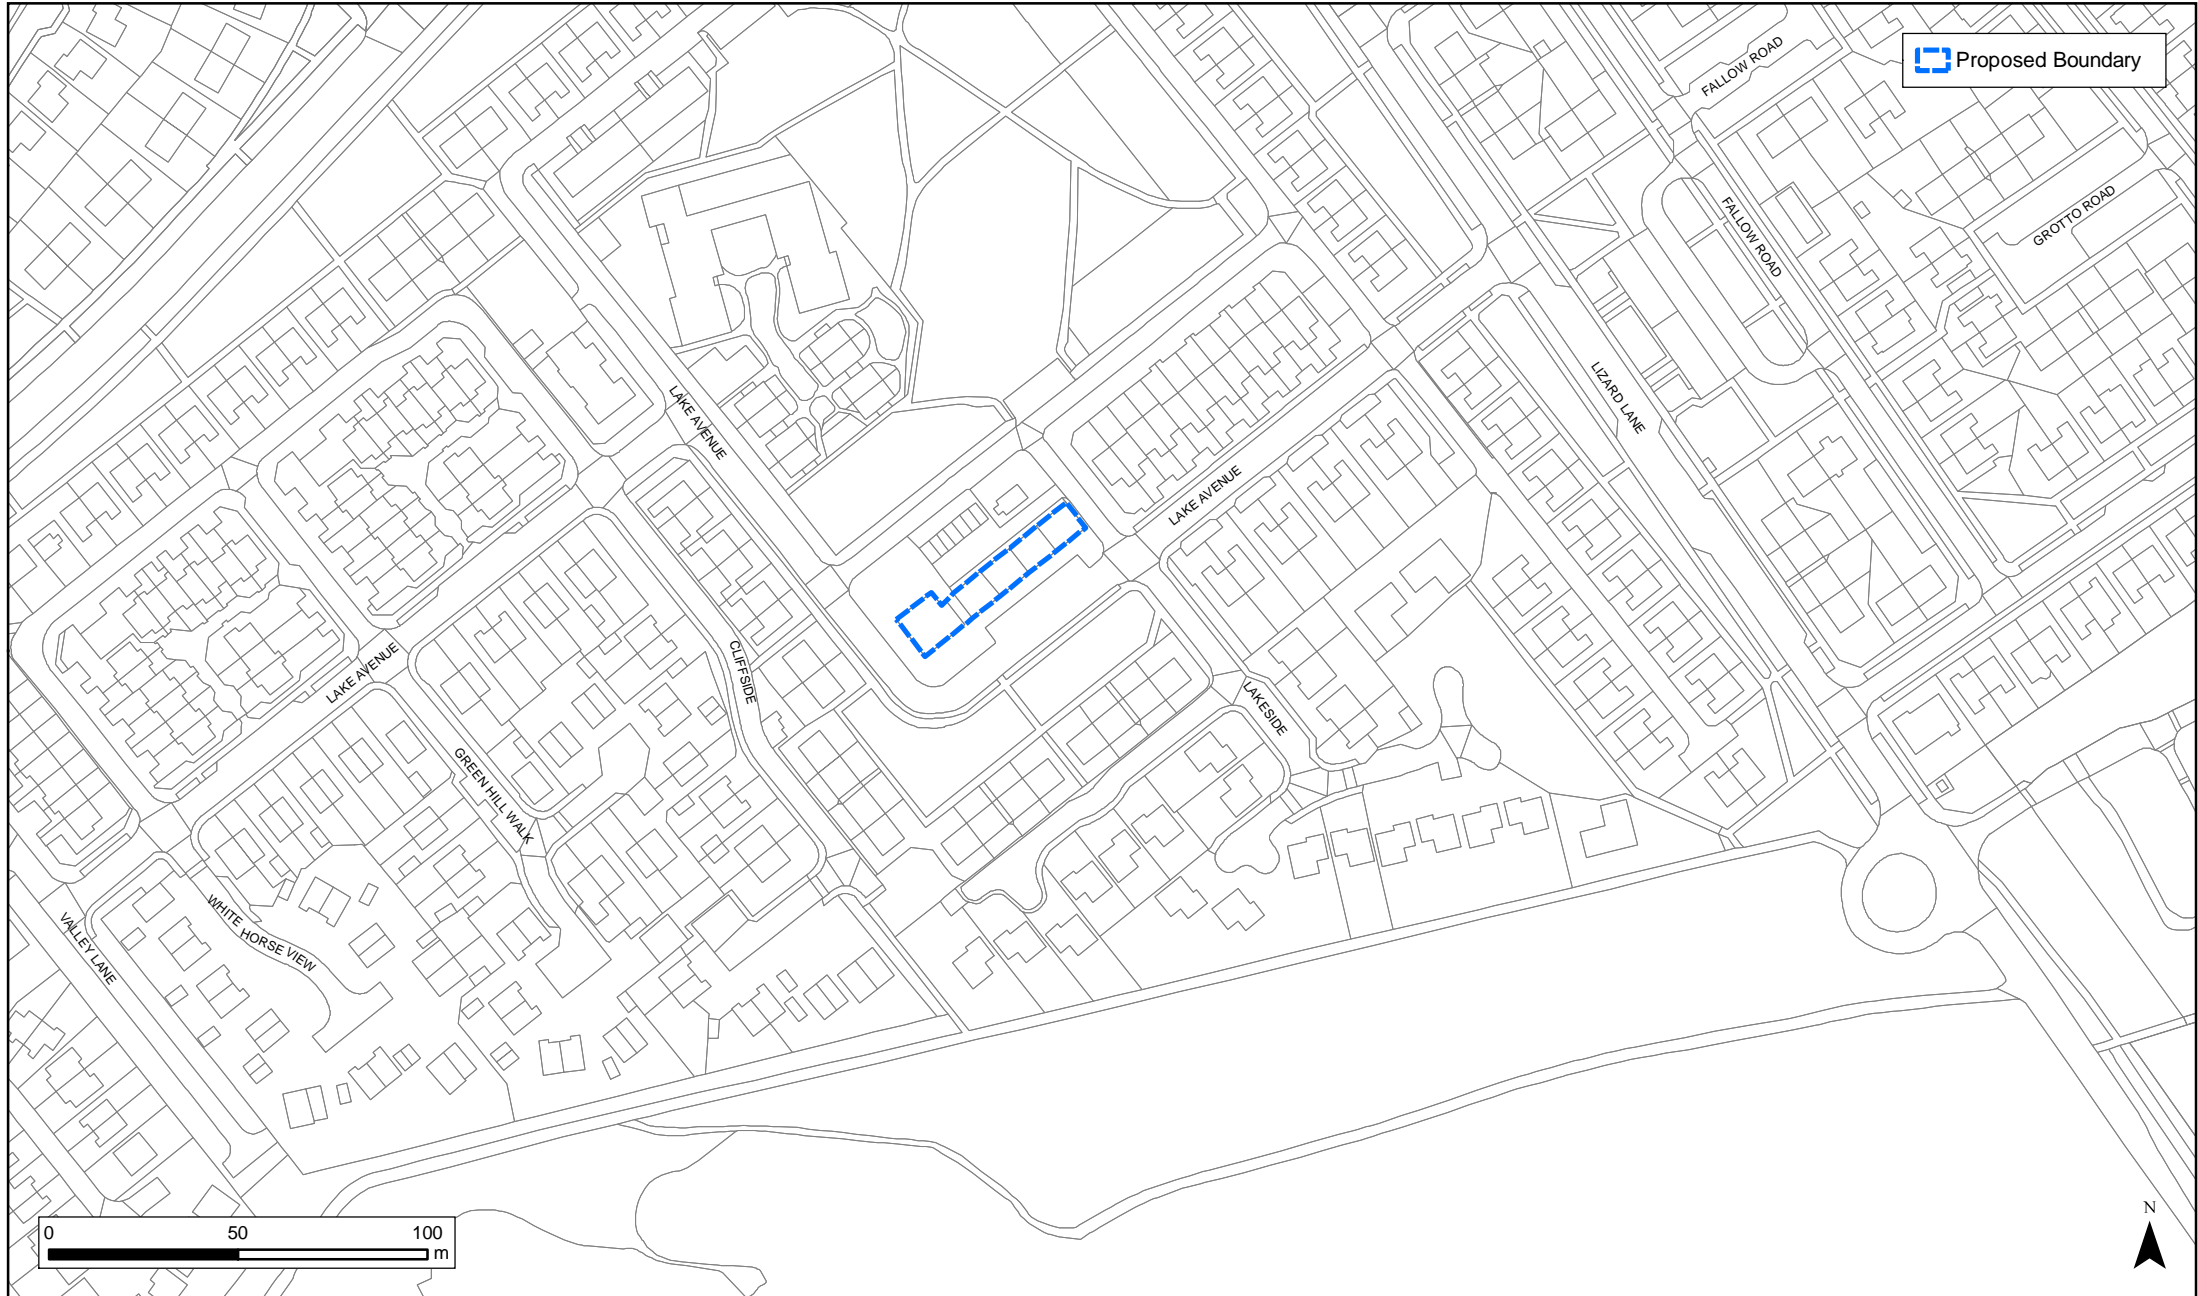 Proposed Boundary
FALLOW ROAD
FALLOW ROAD
GROTTO ROAD
LIZARD LANE
LAKE AVENUE
LAKE AVENUE
LAKE AVENUE
CLIFFSIDE
LAKESIDE
GREEN HILL WALK
WHITE HORSE VIEW
VALLEY LANE
0 50 100
m
N